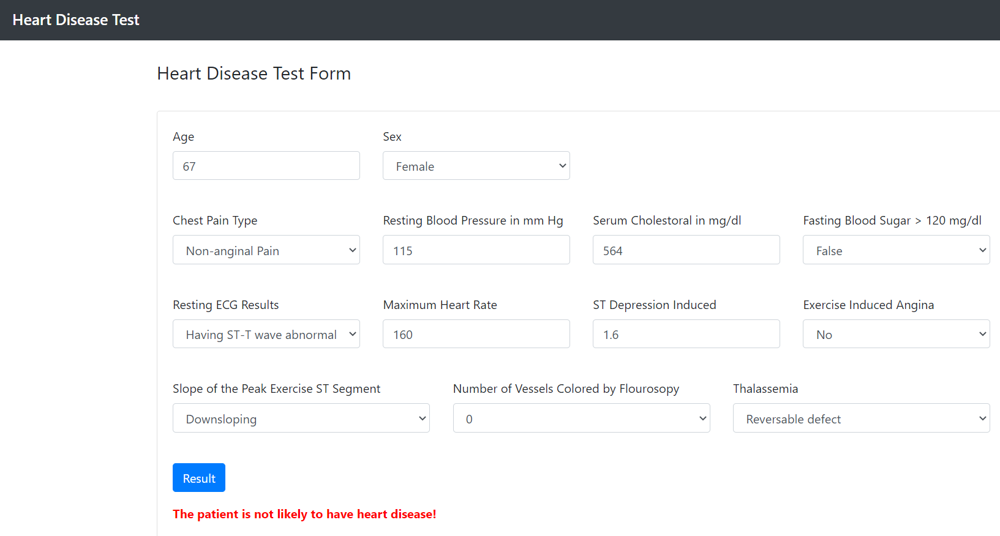 Heart Disease Test
Heart Disease Test Form
Age
Sex
67
Female
Chest Pain Type
Resting Blood Pressure in mm Hg
Serum Cholestoral in mg/dl
Fasting Blood Sugar > 120 mg/dl
Non-anginal Pain
115
564
False
Resting ECG Results
Maximum Heart Rate
ST Depression Induced
Exercise Induced Angina
Having ST-T wave abnormal
160
1.6
No
Slope of the Peak Exercise ST Segment
Number of Vessels Colored by Flourosopy
Thalassemia
Downsloping
0
Reversable defect
Result
The patient is not likely to have heart disease!